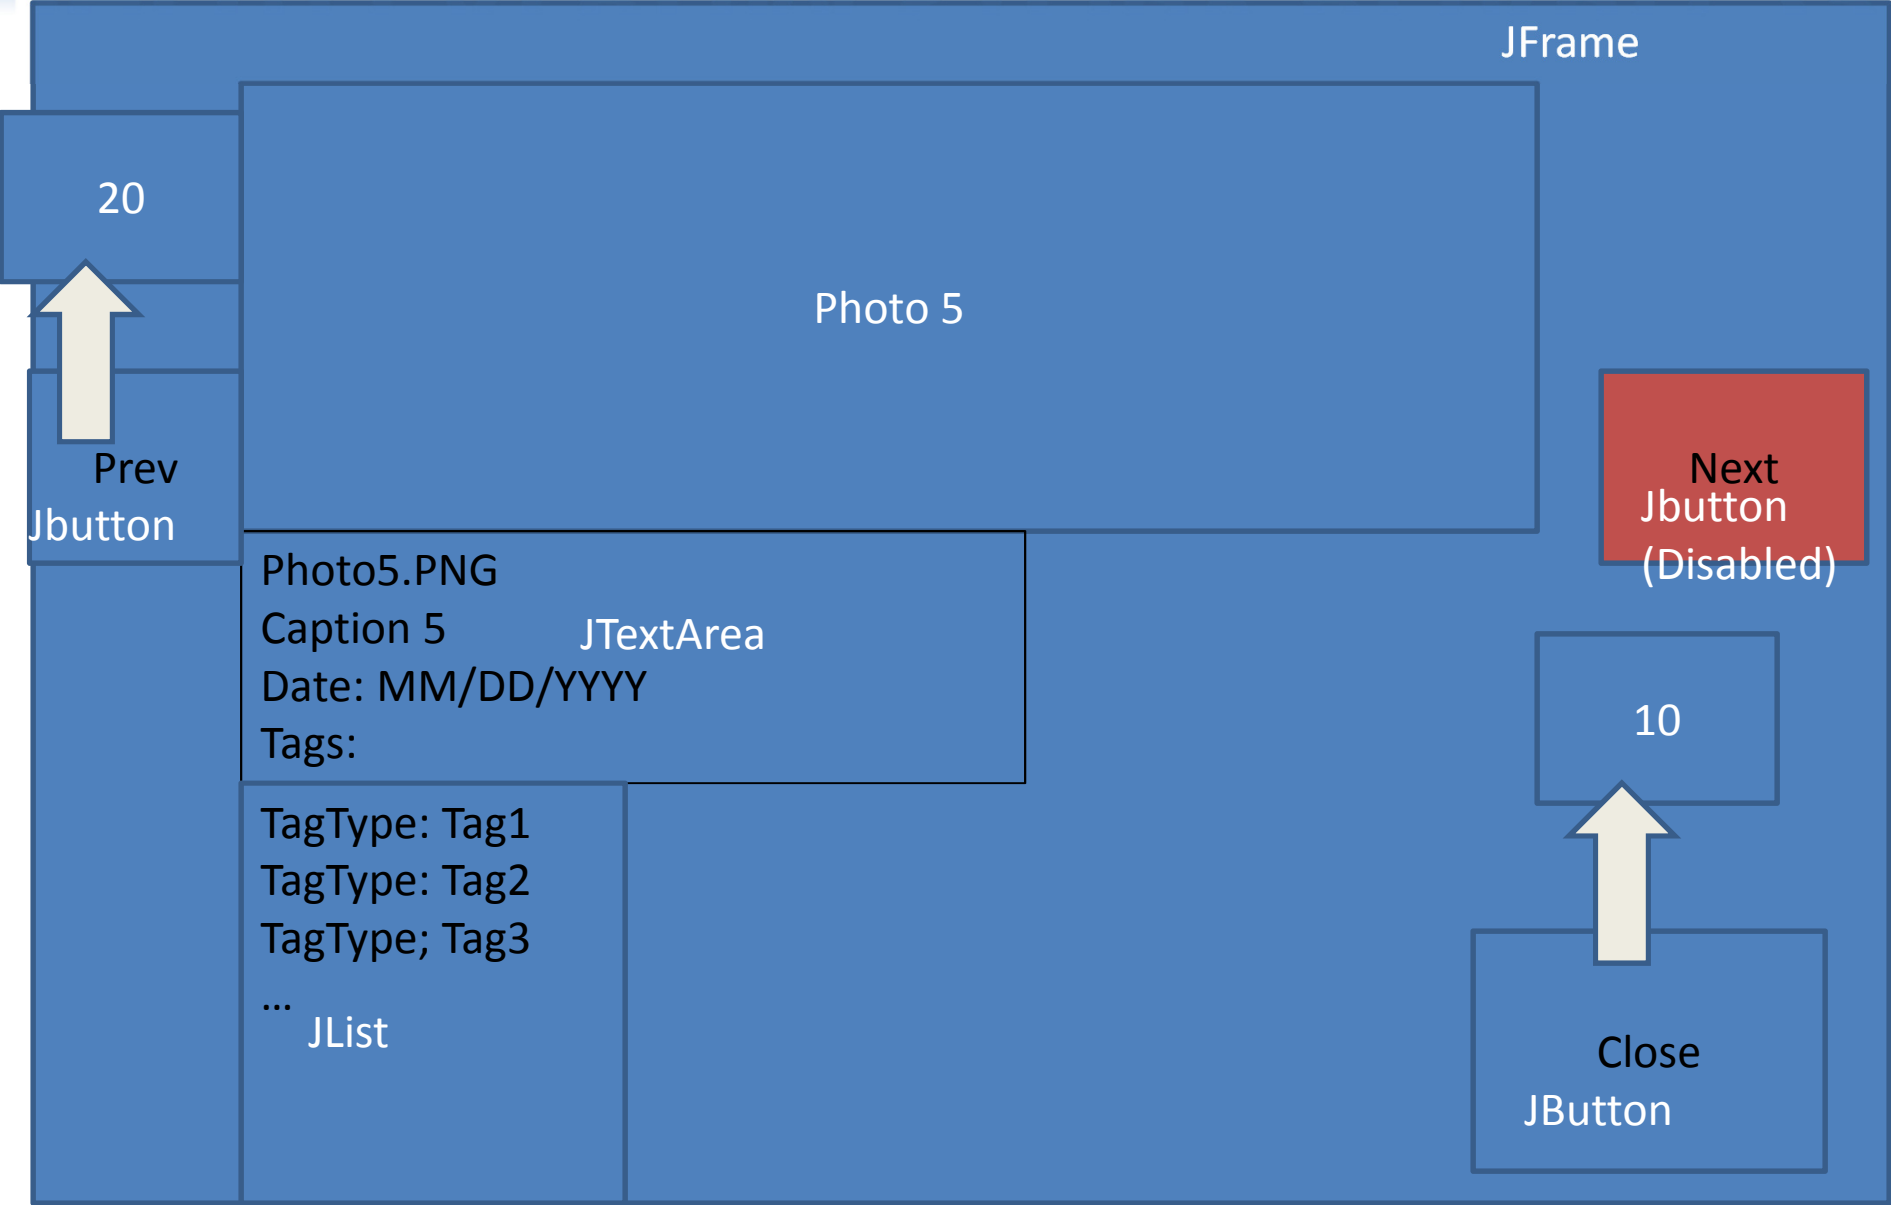 JFrame
20
Photo 5
Prev
Jbutton
Next
Jbutton
(Disabled)
Photo5.PNG
Caption 5
JTextArea
Date: MM/DD/YYYY
Tags:
10
TagType: Tag1
TagType: Tag2
TagType; Tag3
...
JList
Close
JButton